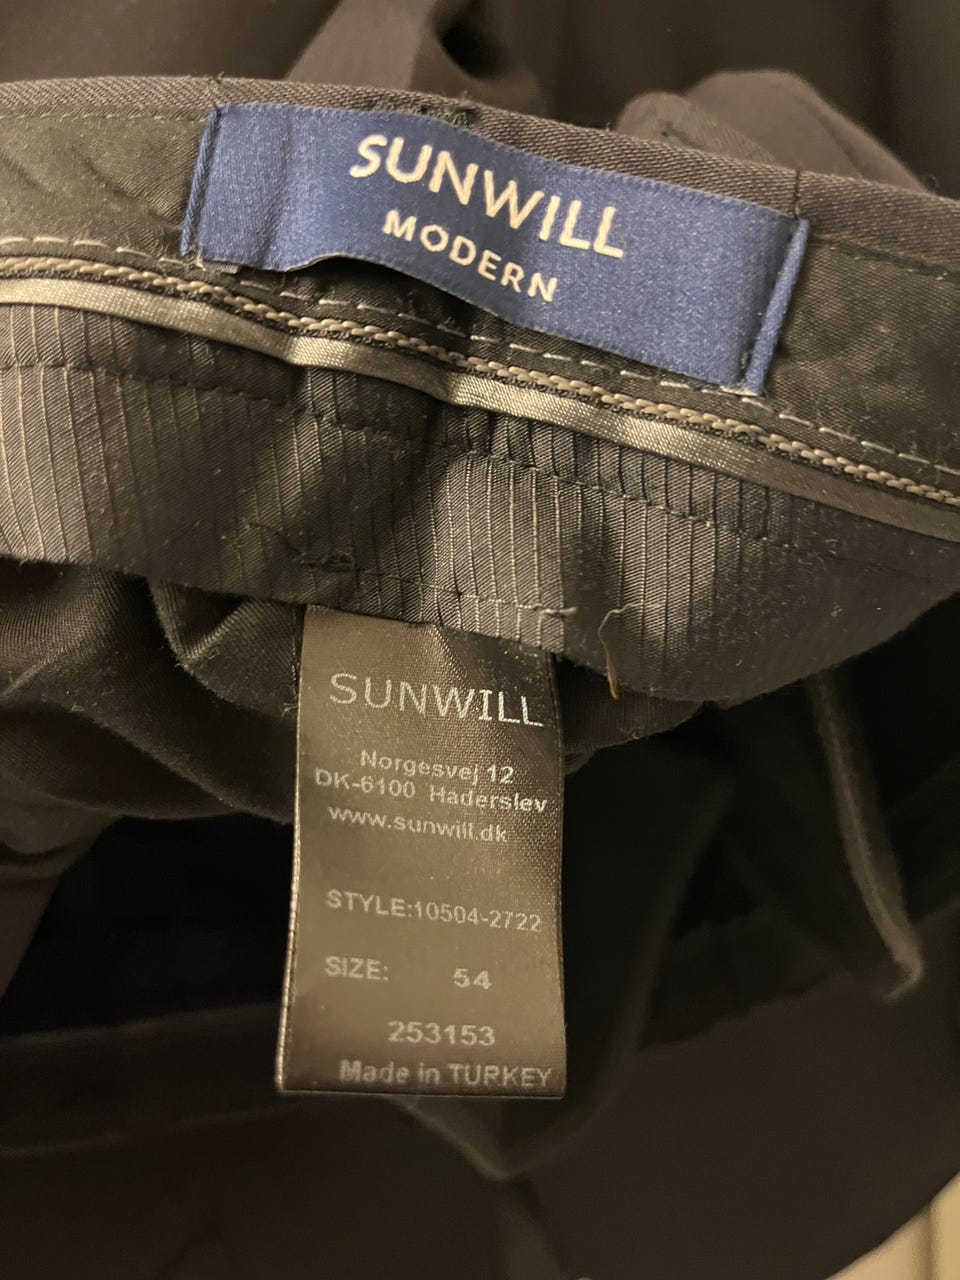 SUNWILL
MODERN
SUNWILL
Norgesvej 12
DK-6100 Haderslev
www.sunwill.dk
STYLE:10504-2722
SIZE: 54
253153
Made in TURKEY